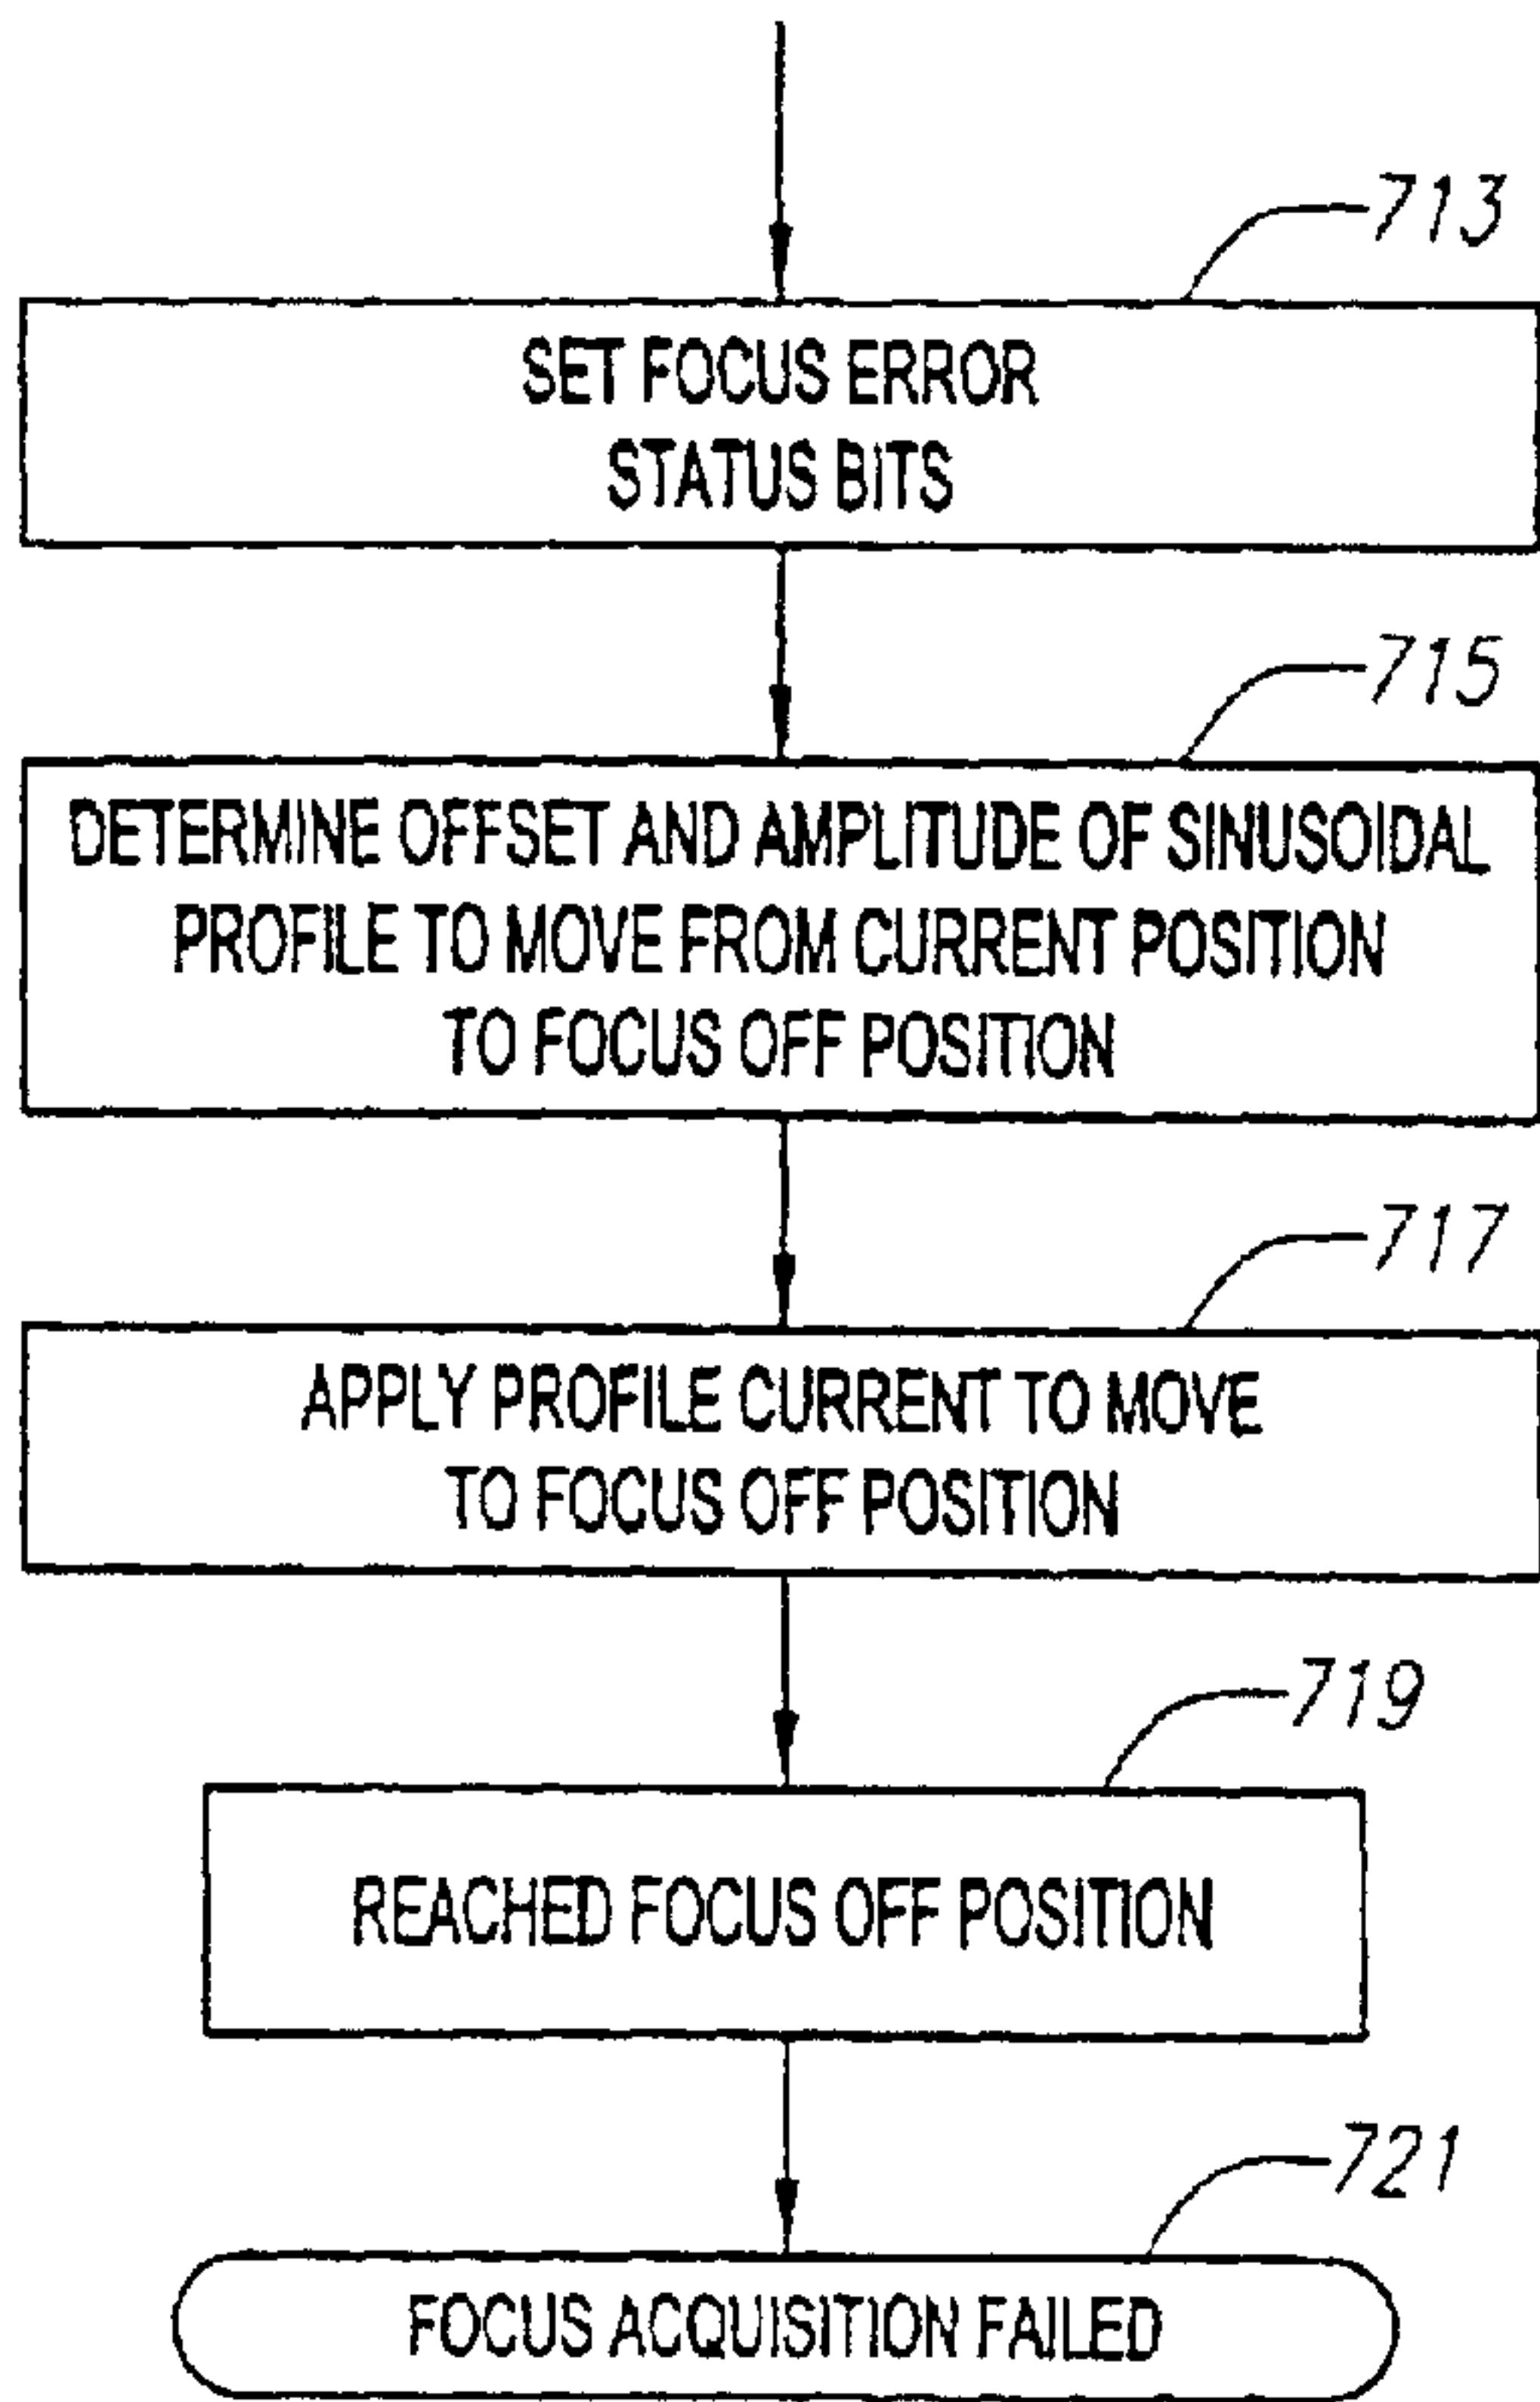 713
SET FOCUS ERROR
STATUS BITS
715
DETERMINE OFFSET AND AMPLITUDE OF SINUSOIDAL
PROFILE TO MOVE FROM CURRENT POSITION
TO FOCUS OFF POSITION
717
APPLY PROFILE CURRENT TO MOVE
TO FOCUS OFF POSITION
719
REACHED FOCUS OFF POSITION
721
FOCUS ACQUISITION FAILED